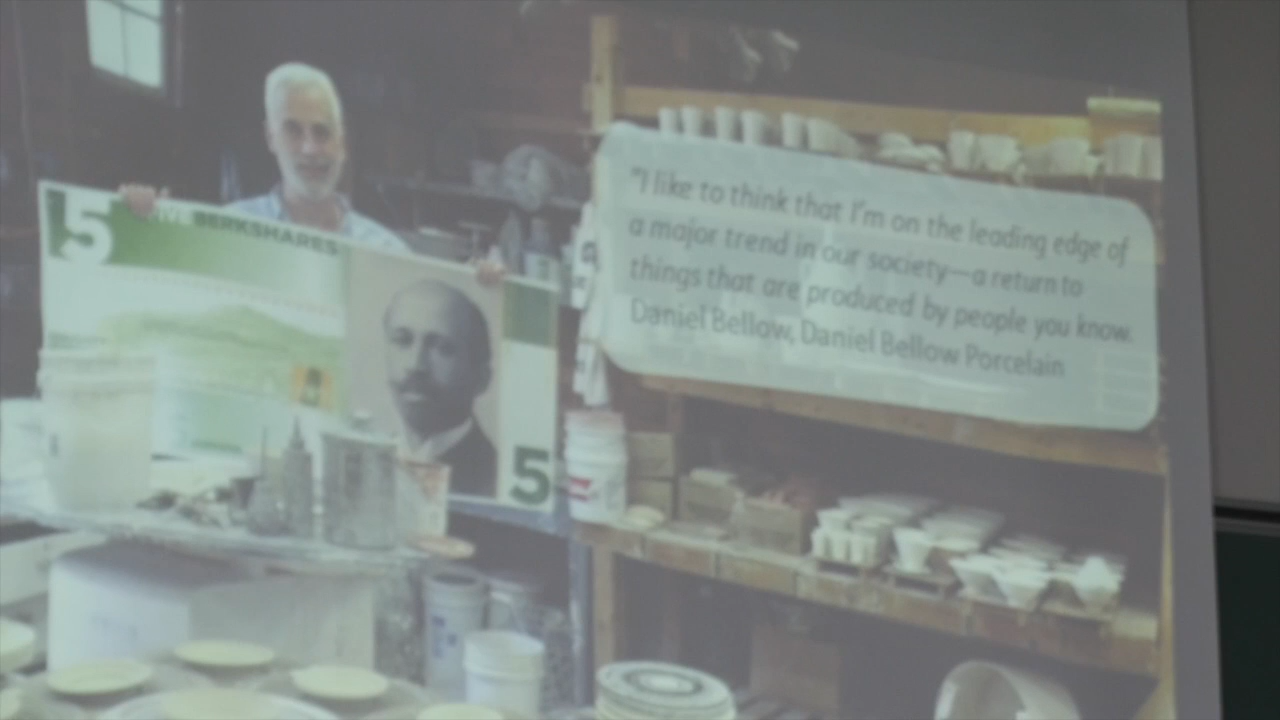 5
FIVE BERKSHARES
5
"I like to think that I'm on the leading edge of
a major trend in our society—a return to
things that are produced by people you know.
Daniel Bellow, Daniel Bellow Porcelain